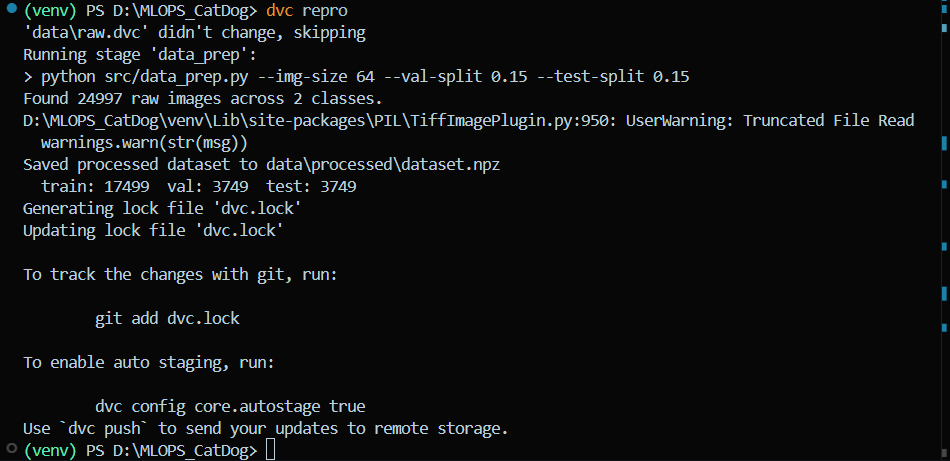 (venv) PS D:\MLOPS_CatDog> dvc repro
'data\raw.dvc' didn't change, skipping
Running stage 'data_prep':
> python src/data_prep.py --img-size 64 --val-split 0.15 --test-split 0.15
Found 24997 raw images across 2 classes.
D:\MLOPS_CatDog\venv\Lib\site-packages\PIL\TiffImagePlugin.py:950: UserWarning: Truncated File Read
  warnings.warn(str(msg))
Saved processed dataset to data\processed\dataset.npz
  train: 17499  val: 3749  test: 3749
Generating lock file 'dvc.lock'
Updating lock file 'dvc.lock'
To track the changes with git, run:
        git add dvc.lock
To enable auto staging, run:
        dvc config core.autostage true
Use `dvc push` to send your updates to remote storage.
(venv) PS D:\MLOPS_CatDog>